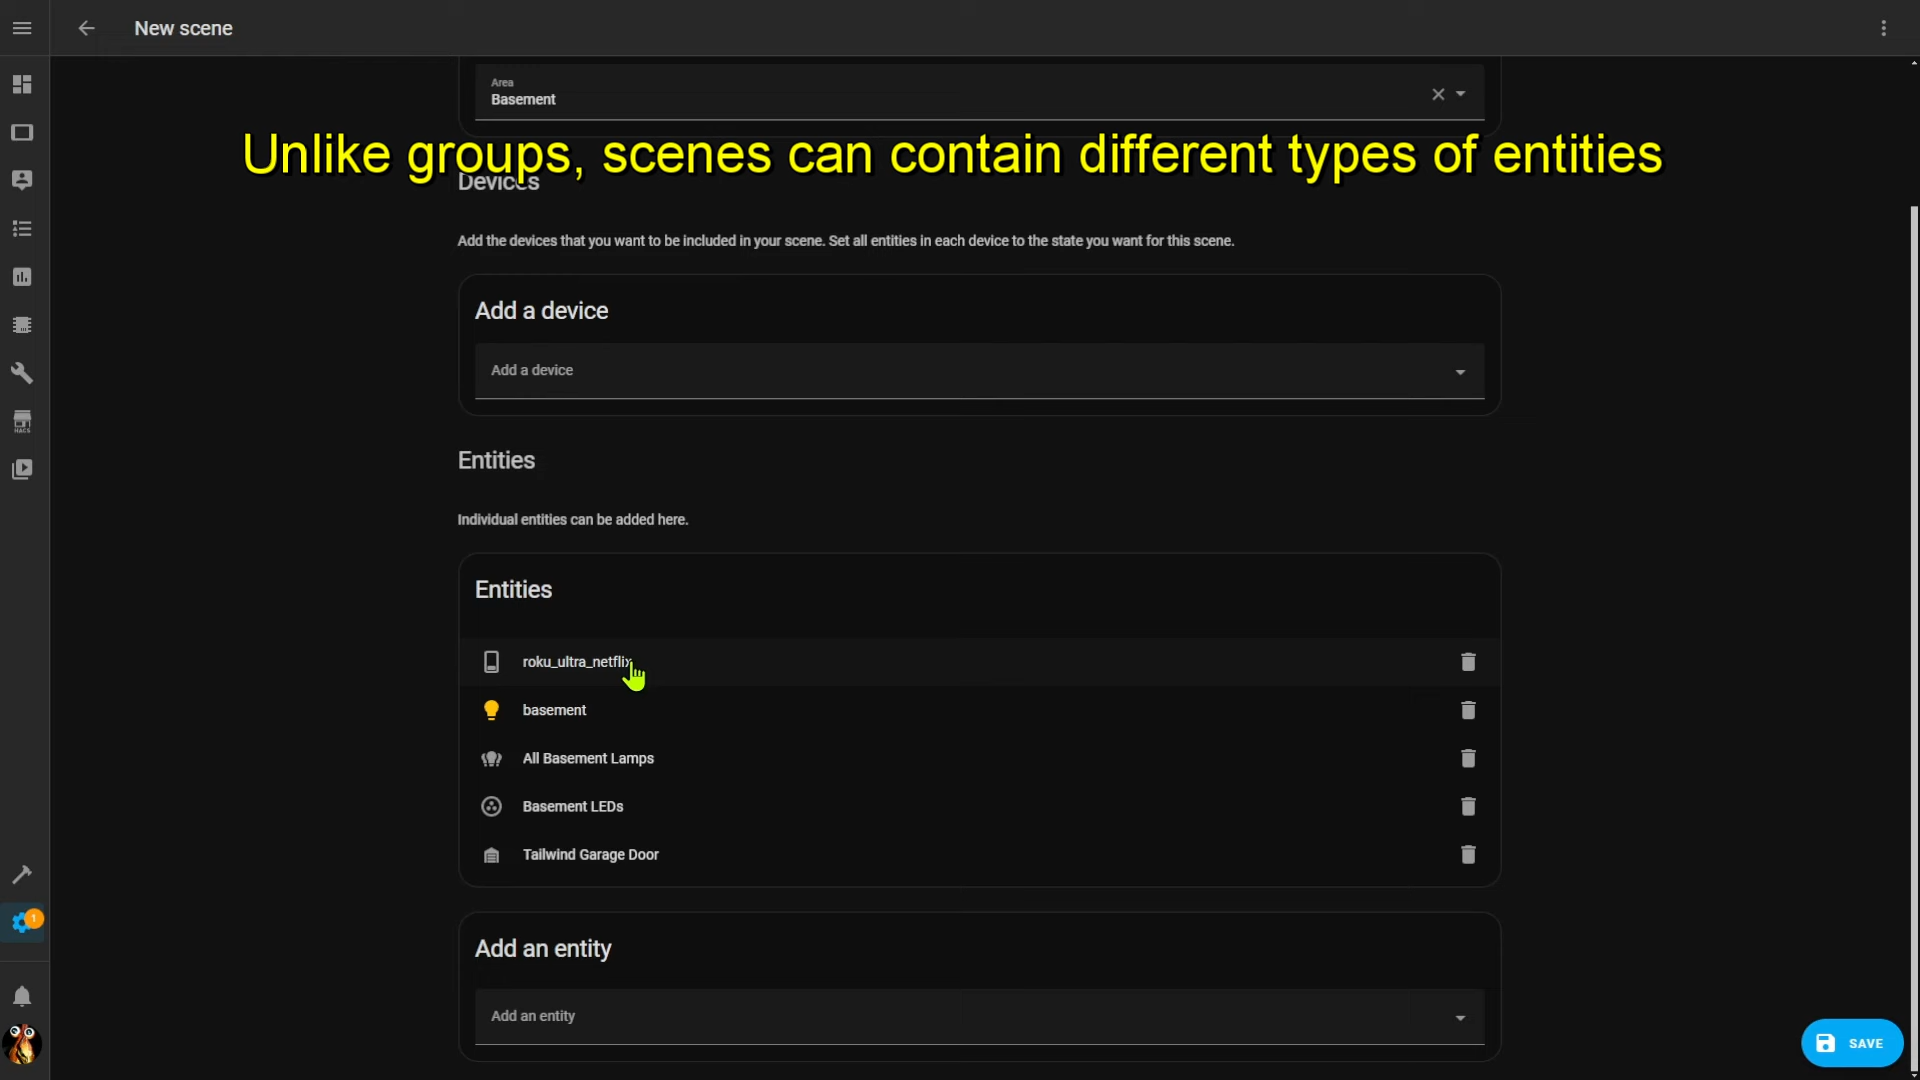 New scene
Area
Basement
Unlike groups, scenes can contain different types of entities
Devices
Add the devices that you want to be included in your scene. Set all entities in each device to the state you want for this scene.
Add a device
Add a device
Entities
Individual entities can be added here.
Entities
roku_ultra_netflix
basement
All Basement Lamps
Basement LEDs
Tailwind Garage Door
Add an entity
Add an entity
HACS
1
SAVE